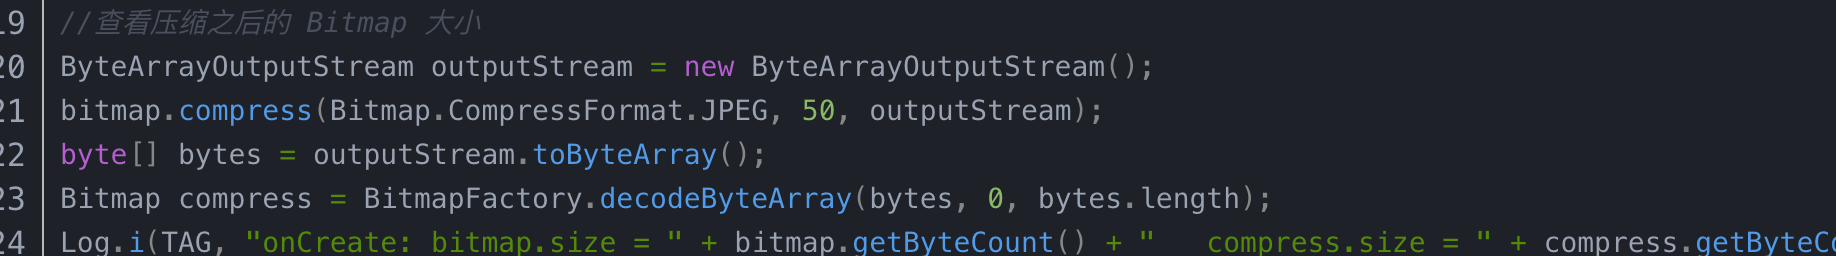 19 //查看压缩之后的 Bitmap 大小
20 ByteArrayOutputStream outputStream = new ByteArrayOutputStream();
21 bitmap.compress(Bitmap.CompressFormat.JPEG, 50, outputStream);
22 byte[] bytes = outputStream.toByteArray();
23 Bitmap compress = BitmapFactory.decodeByteArray(bytes, 0, bytes.length);
24 Log.i(TAG, "onCreate: bitmap.size = " + bitmap.getByteCount() + "   compress.size = " + compress.getByteCo